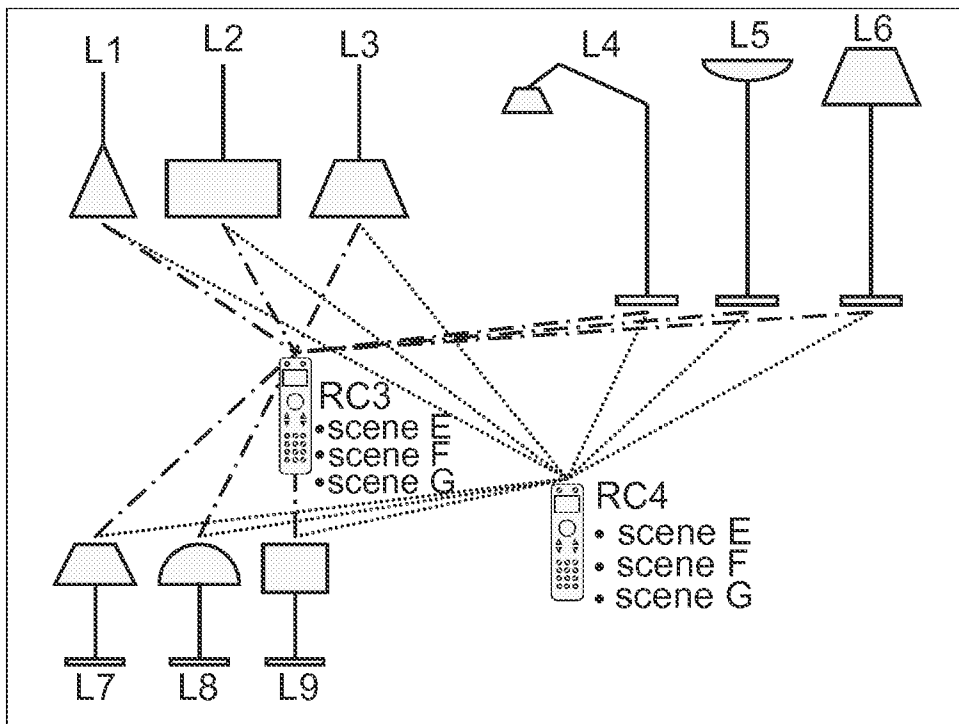 L1
L2
L3
L4
L5
L6
RC3
• scene E
• scene F
• scene G
RC4
• scene E
• scene F
• scene G
L7
L8
L9